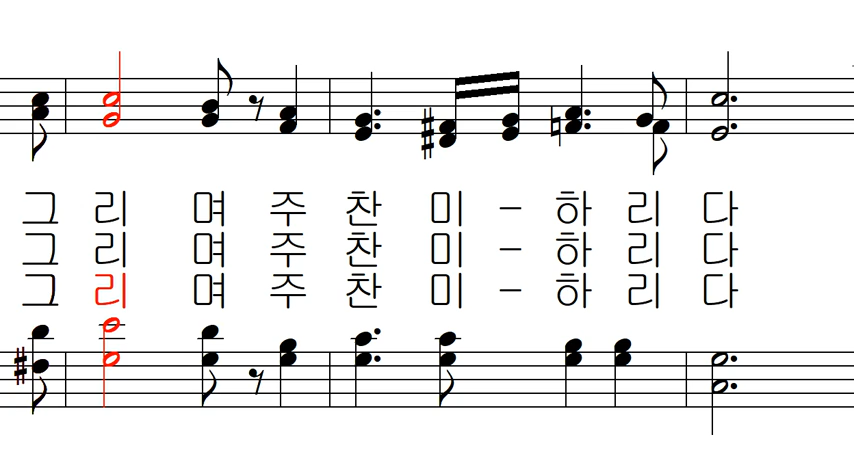 그 리 며 주 찬 미 - 하 리 다
그 리 며 주 찬 미 - 하 리 다
그 리 며 주 찬 미 - 하 리 다